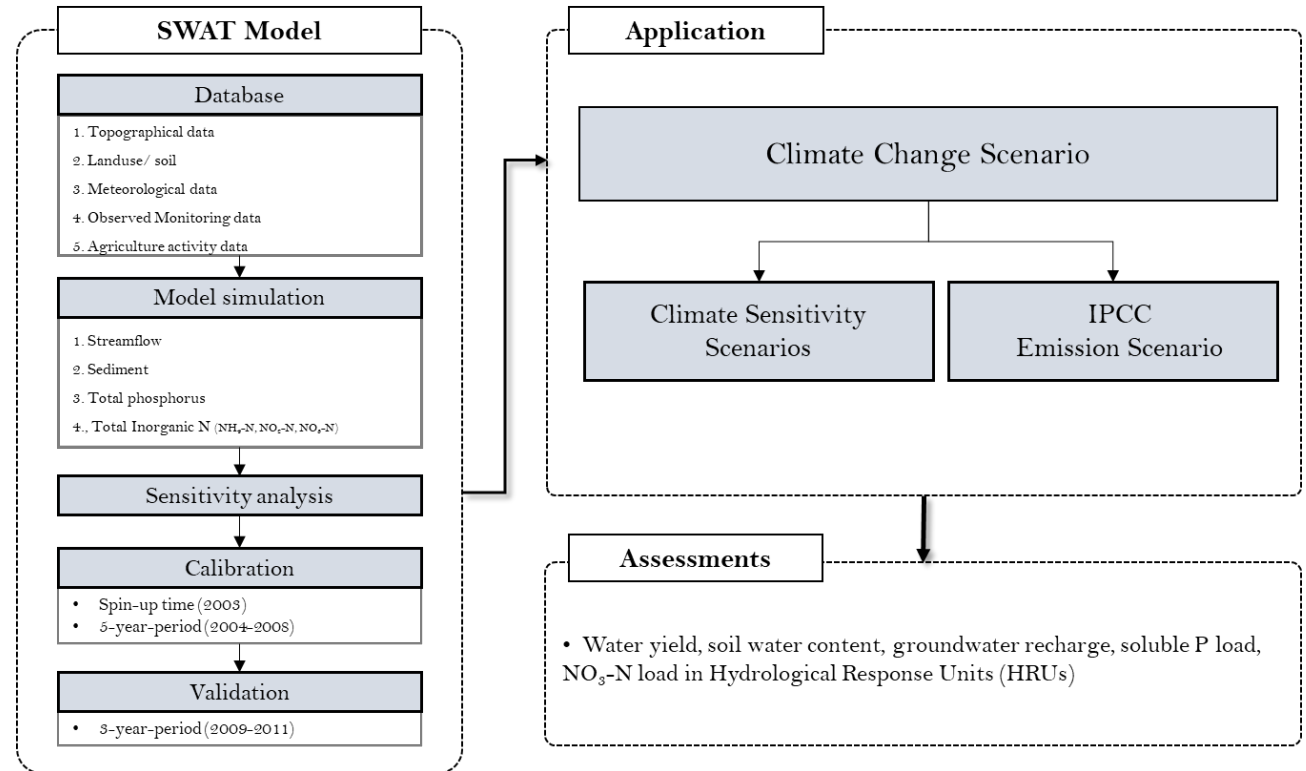 SWAT Model
Database
1. Topographical data
2. Landuse/ soil
3. Meteorological data
4. Observed Monitoring data
5. Agriculture activity data
Model simulation
1. Streamflow
2. Sediment
3. Total phosphorus
4., Total Inorganic N (NH₄-N, NO₂-N, NO₃-N)
Sensitivity analysis
Calibration
• Spin-up time (2003)
• 5-year-period (2004-2008)
Validation
• 3-year-period (2009-2011)
Application
Climate Change Scenario
Climate Sensitivity
Scenarios
IPCC
Emission Scenario
Assessments
• Water yield, soil water content, groundwater recharge, soluble P load,
NO₃-N load in Hydrological Response Units (HRUs)